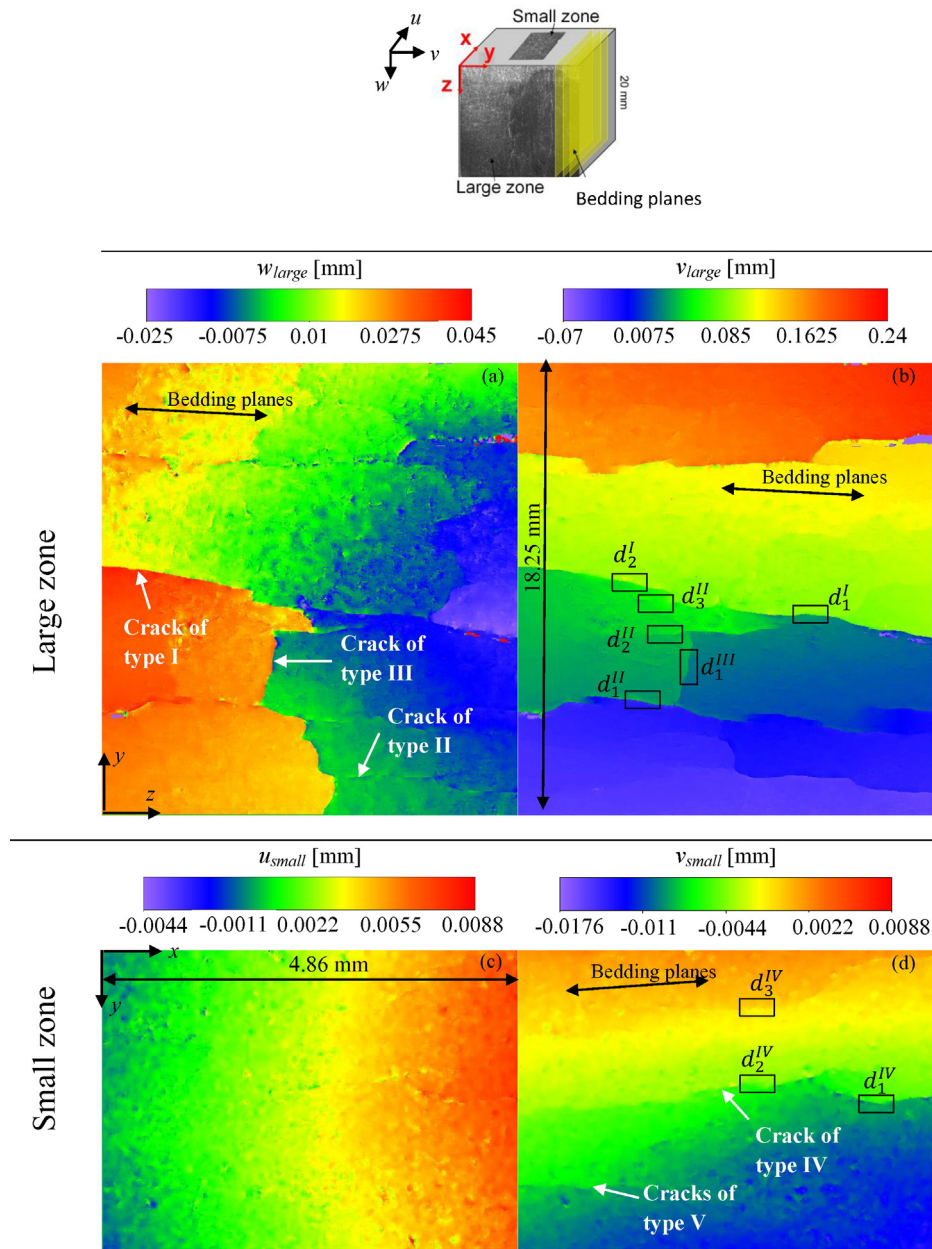 u
Small zone
x
y
v
w
z
20 mm
Large zone
Bedding planes
w_large [mm]
v_large [mm]
-0.025 -0.0075 0.01 0.0275 0.045
-0.07 0.0075 0.085 0.1625 0.24
(a)
(b)
Bedding planes
Bedding planes
18.25 mm
Large zone
d_2^I
d_3^II
d_1^I
d_2^II
d_1^III
d_1^II
Crack of
type I
Crack of
type III
Crack of
type II
y
z
u_small [mm]
v_small [mm]
-0.0044 -0.0011 0.0022 0.0055 0.0088
-0.0176 -0.011 -0.0044 0.0022 0.0088
x
(c)
(d)
4.86 mm
Bedding planes
y
d_3^IV
d_2^IV
d_1^IV
Small zone
Crack of
type IV
Cracks of
type V